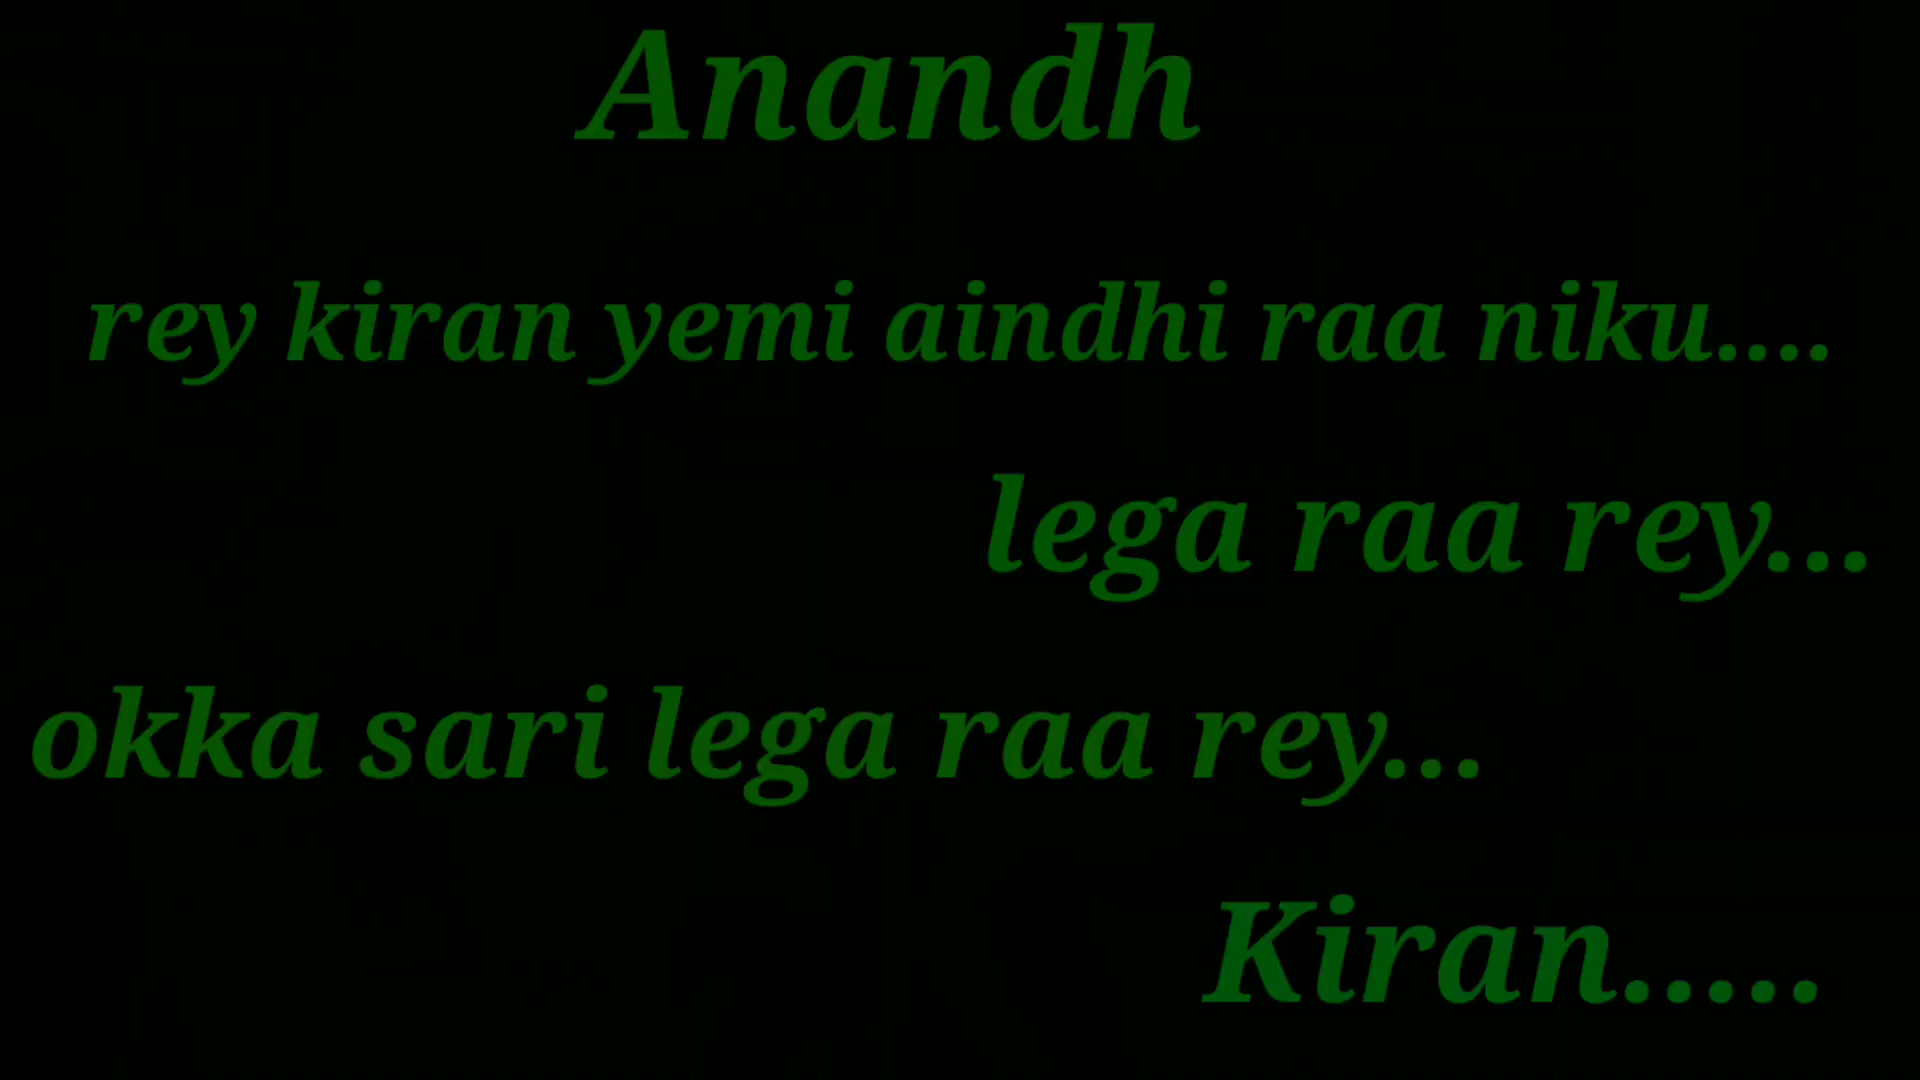 Anandh
rey kiran yemi aindhi raa niku....
lega raa rey...
okka sari lega raa rey...
Kiran.....